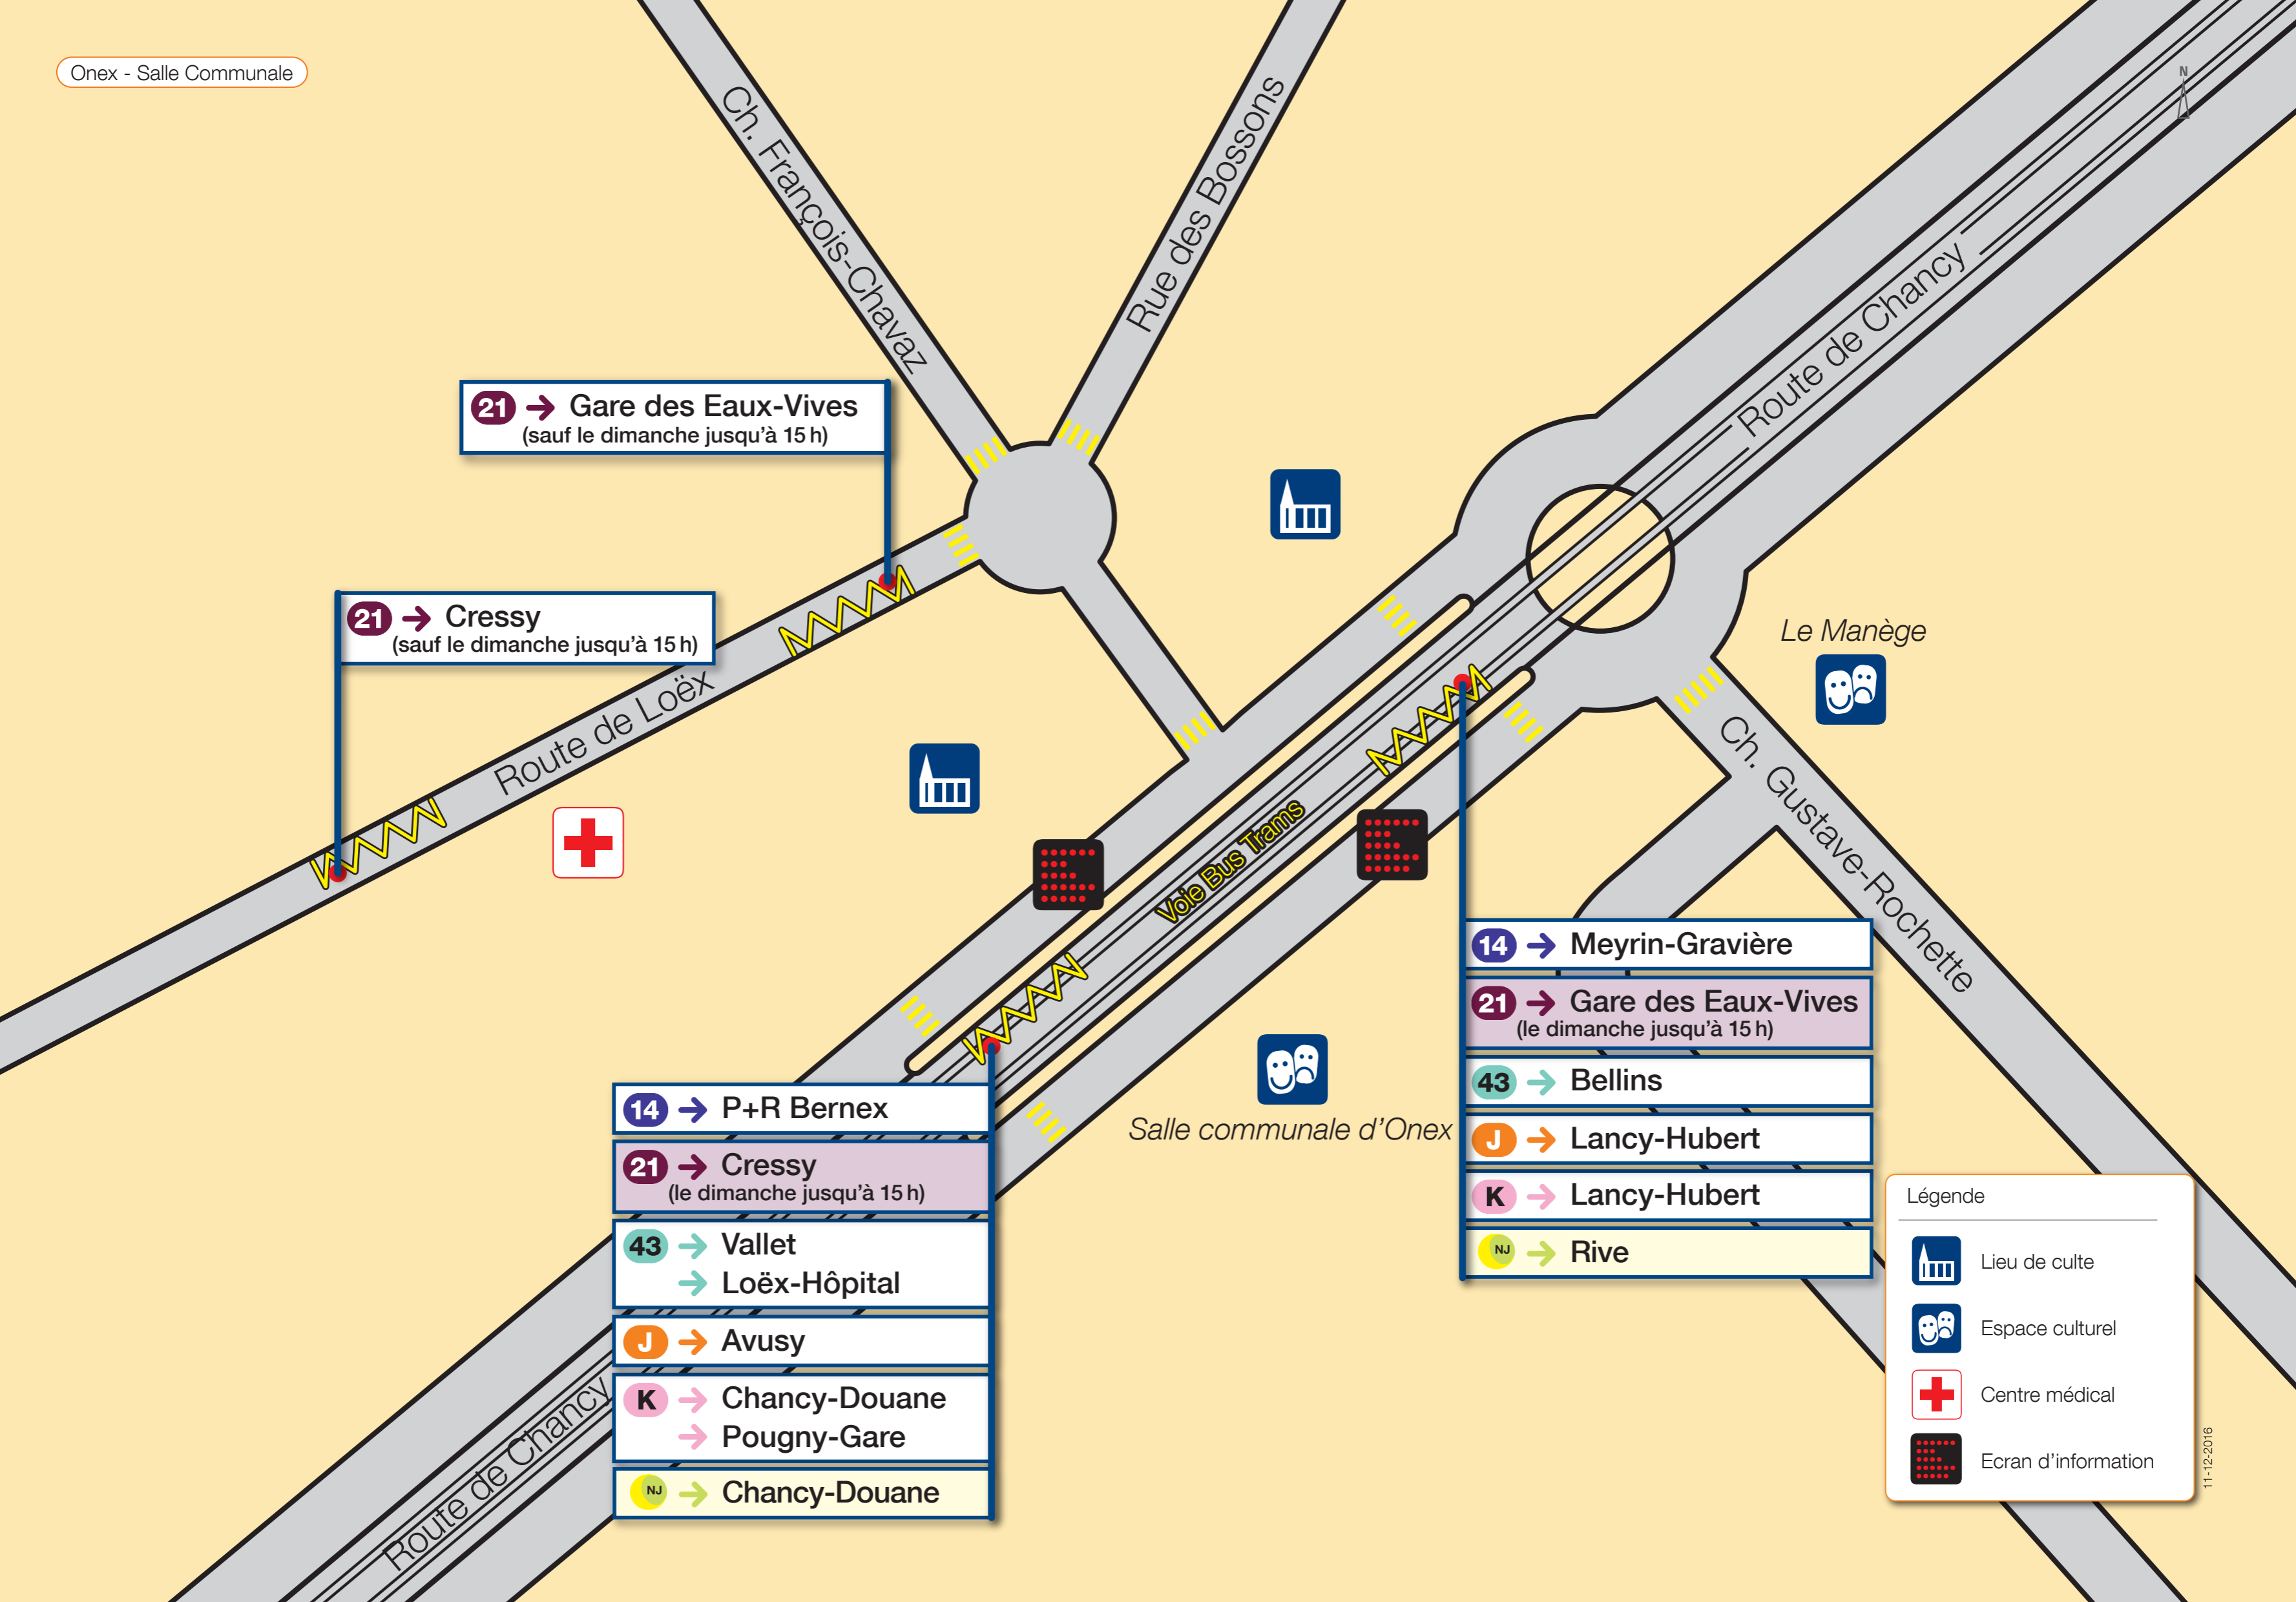 Onex - Salle Communale
N
Ch. François-Chavaz
Rue des Bossons
Route de Chancy
21 → Gare des Eaux-Vives
(sauf le dimanche jusqu'à 15 h)
21 → Cressy
(sauf le dimanche jusqu'à 15 h)
Route de Loëx
Le Manège
Ch. Gustave-Rochette
Voie Bus Trams
14 → Meyrin-Gravière
21 → Gare des Eaux-Vives
(le dimanche jusqu'à 15 h)
43 → Bellins
J → Lancy-Hubert
K → Lancy-Hubert
NJ → Rive
Salle communale d'Onex
14 → P+R Bernex
21 → Cressy
(le dimanche jusqu'à 15 h)
43 → Vallet
→ Loëx-Hôpital
J → Avusy
K → Chancy-Douane
→ Pougny-Gare
NJ → Chancy-Douane
Route de Chancy
Légende
Lieu de culte
Espace culturel
Centre médical
Ecran d'information
11-12-2016